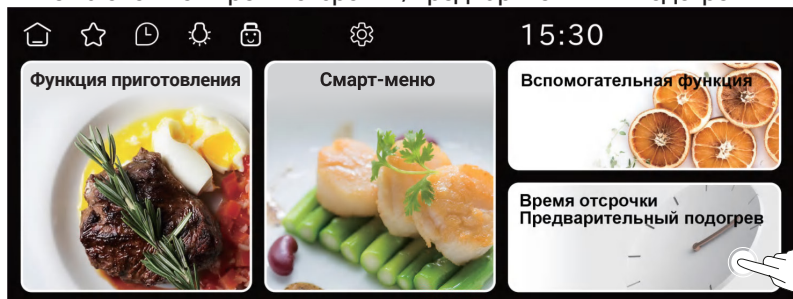 15:30
Функция приготовления
Смарт-меню
Вспомогательная функция
Время отсрочки
Предварительный подогрев